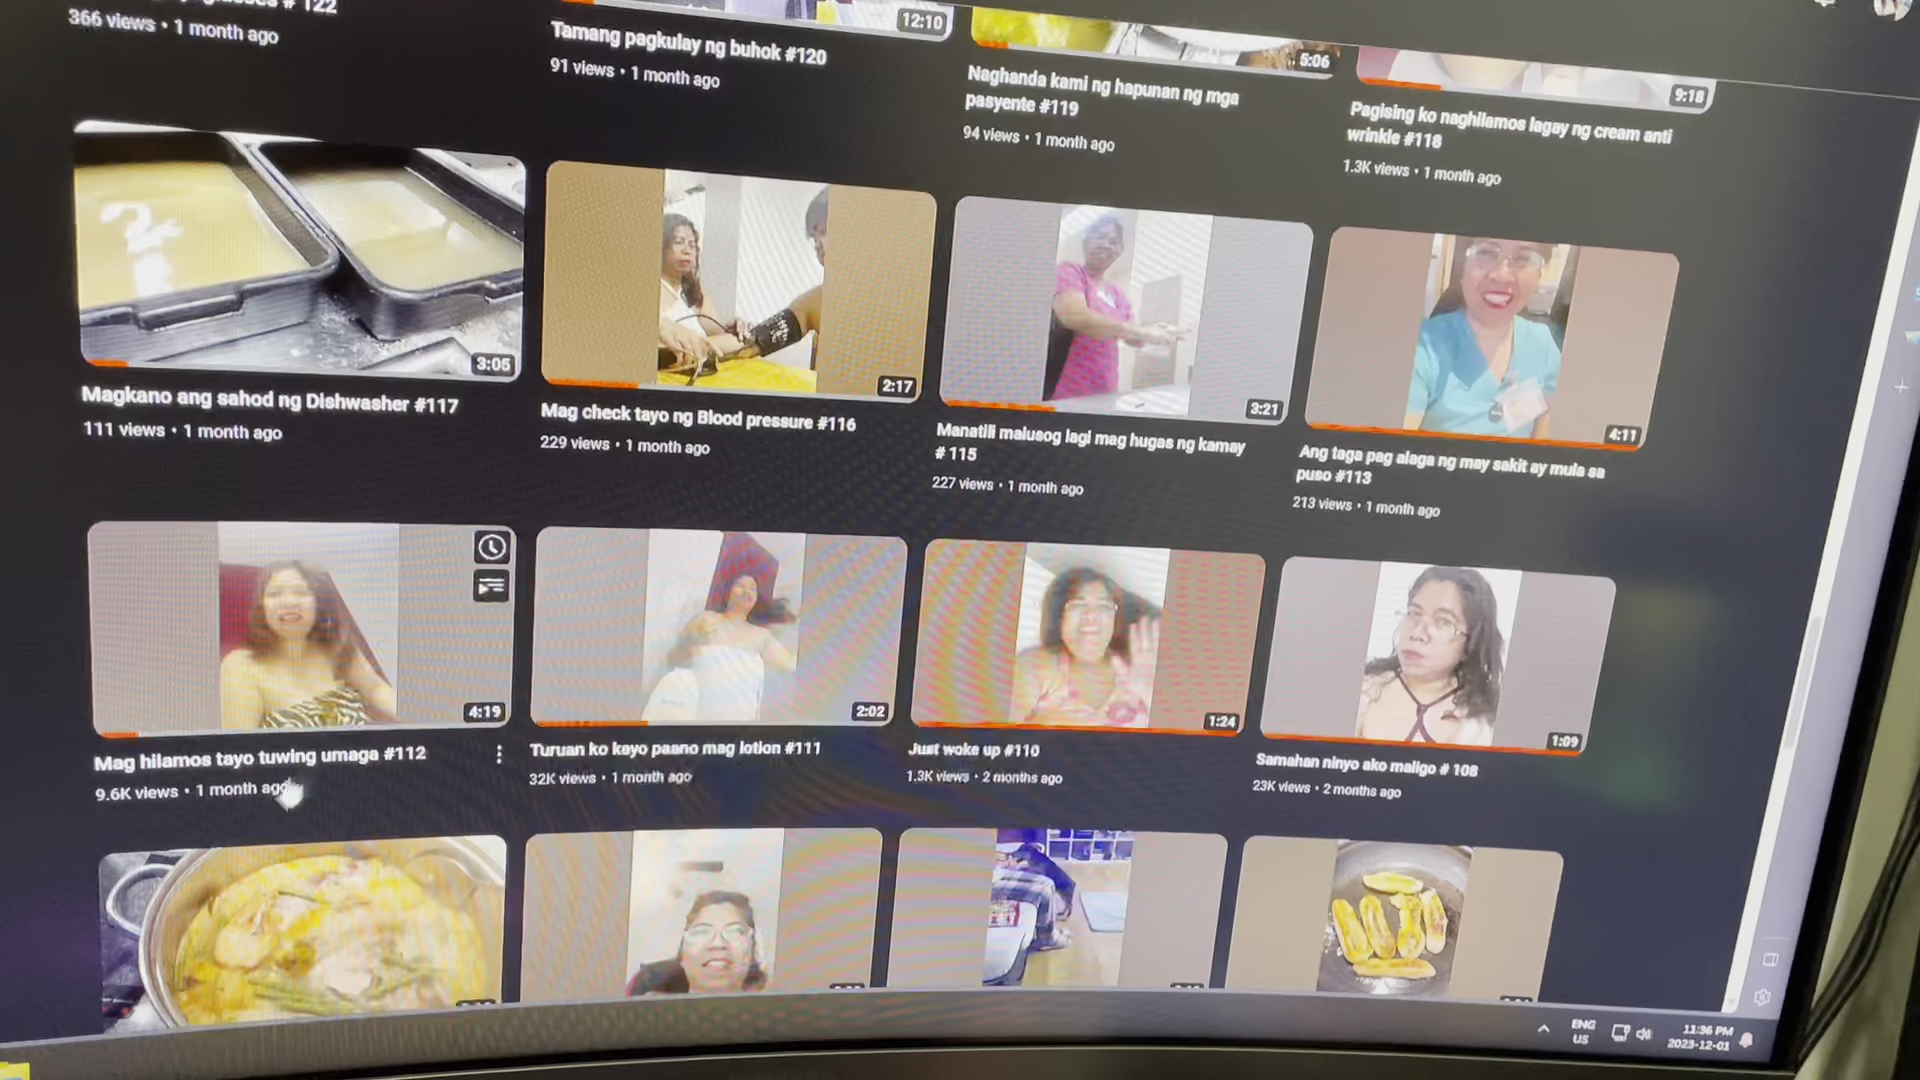 # 122
366 views • 1 month ago
12:10
Tamang pagkulay ng buhok #120
91 views • 1 month ago
5:06
Naghanda kami ng hapunan ng mga
pasyente #119
94 views • 1 month ago
9:18
Pagising ko naghilamos lagay ng cream anti
wrinkle #118
1.3K views • 1 month ago
3:05
Magkano ang sahod ng Dishwasher #117
111 views • 1 month ago
2:17
Mag check tayo ng Blood pressure #116
229 views • 1 month ago
3:21
Manatili malusog lagi mag hugas ng kamay
# 115
227 views • 1 month ago
4:11
Ang taga pag alaga ng may sakit ay mula sa
puso #113
213 views • 1 month ago
4:19
Mag hilamos tayo tuwing umaga #112
9.6K views • 1 month ago
2:02
Turuan ko kayo paano mag lotion #111
32K views • 1 month ago
1:24
Just woke up #110
1.3K views • 2 months ago
1:09
Samahan ninyo ako maligo # 108
23K views • 2 months ago
ENG
US
11:36 PM
2023-12-01